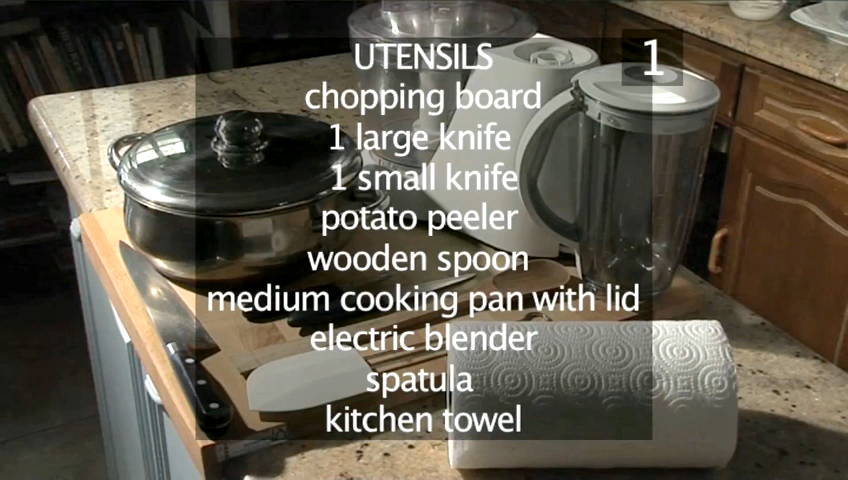 UTENSILS
1
chopping board
1 large knife
1 small knife
potato peeler
wooden spoon
medium cooking pan with lid
electric blender
spatula
kitchen towel